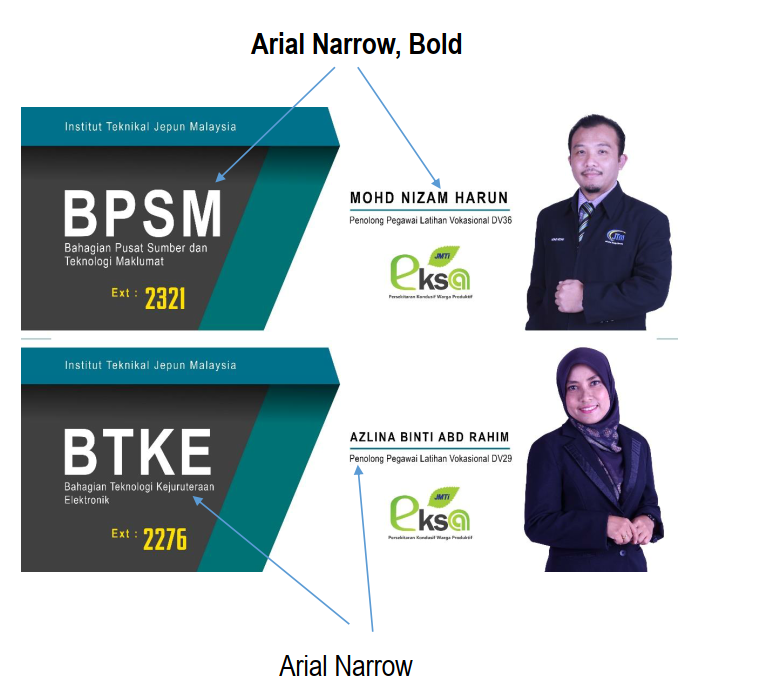 Arial Narrow, Bold
Institut Teknikal Jepun Malaysia
BPSM
Bahagian Pusat Sumber dan
Teknologi Maklumat
Ext : 2321
MOHD NIZAM HARUN
Penolong Pegawai Latihan Vokasional DV36
JMTi
eksa
Persekitaran Kondusif Warga Produktif
Institut Teknikal Jepun Malaysia
BTKE
Bahagian Teknologi Kejuruteraan
Elektronik
Ext : 2276
AZLINA BINTI ABD RAHIM
Penolong Pegawai Latihan Vokasional DV29
JMTi
eksa
Persekitaran Kondusif Warga Produktif
Arial Narrow